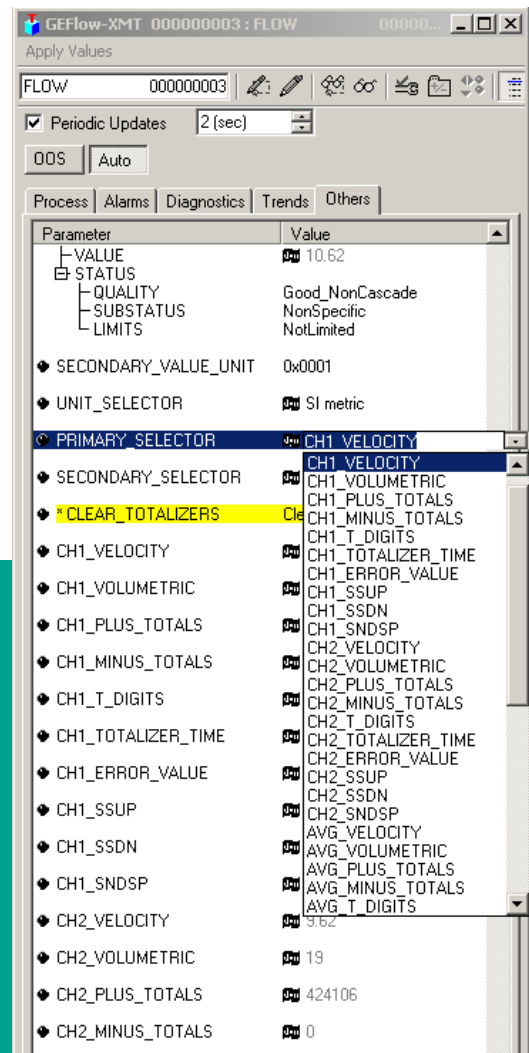 GEFlow-XMT 000000003 : FLOW 00000...
Apply Values
FLOW 000000003
Periodic Updates 2 (sec)
OOS Auto
Process Alarms Diagnostics Trends Others
Parameter Value
VALUE 10.62
STATUS
QUALITY Good_NonCascade
SUBSTATUS NonSpecific
LIMITS NotLimited
SECONDARY_VALUE_UNIT 0x0001
UNIT_SELECTOR SI metric
PRIMARY_SELECTOR CH1_VELOCITY
CH1_VELOCITY
SECONDARY_SELECTOR CH1_VOLUMETRIC
CH1_PLUS_TOTALS
* CLEAR_TOTALIZERS Cle CH1_MINUS_TOTALS
CH1_T_DIGITS
CH1_VELOCITY CH1_TOTALIZER_TIME
CH1_ERROR_VALUE
CH1_VOLUMETRIC CH1_SSUP
CH1_SSDN
CH1_PLUS_TOTALS CH1_SNDSP
CH2_VELOCITY
CH1_MINUS_TOTALS CH2_VOLUMETRIC
CH2_PLUS_TOTALS
CH2_MINUS_TOTALS
CH1_T_DIGITS CH2_T_DIGITS
CH1_TOTALIZER_TIME CH2_TOTALIZER_TIME
CH2_ERROR_VALUE
CH1_ERROR_VALUE CH2_SSUP
CH2_SSDN
CH1_SSUP CH2_SNDSP
AVG_VELOCITY
CH1_SSDN AVG_VOLUMETRIC
AVG_PLUS_TOTALS
CH1_SNDSP AVG_MINUS_TOTALS
AVG_T_DIGITS
CH2_VELOCITY 9.62
CH2_VOLUMETRIC 19
CH2_PLUS_TOTALS 424106
CH2_MINUS_TOTALS 0